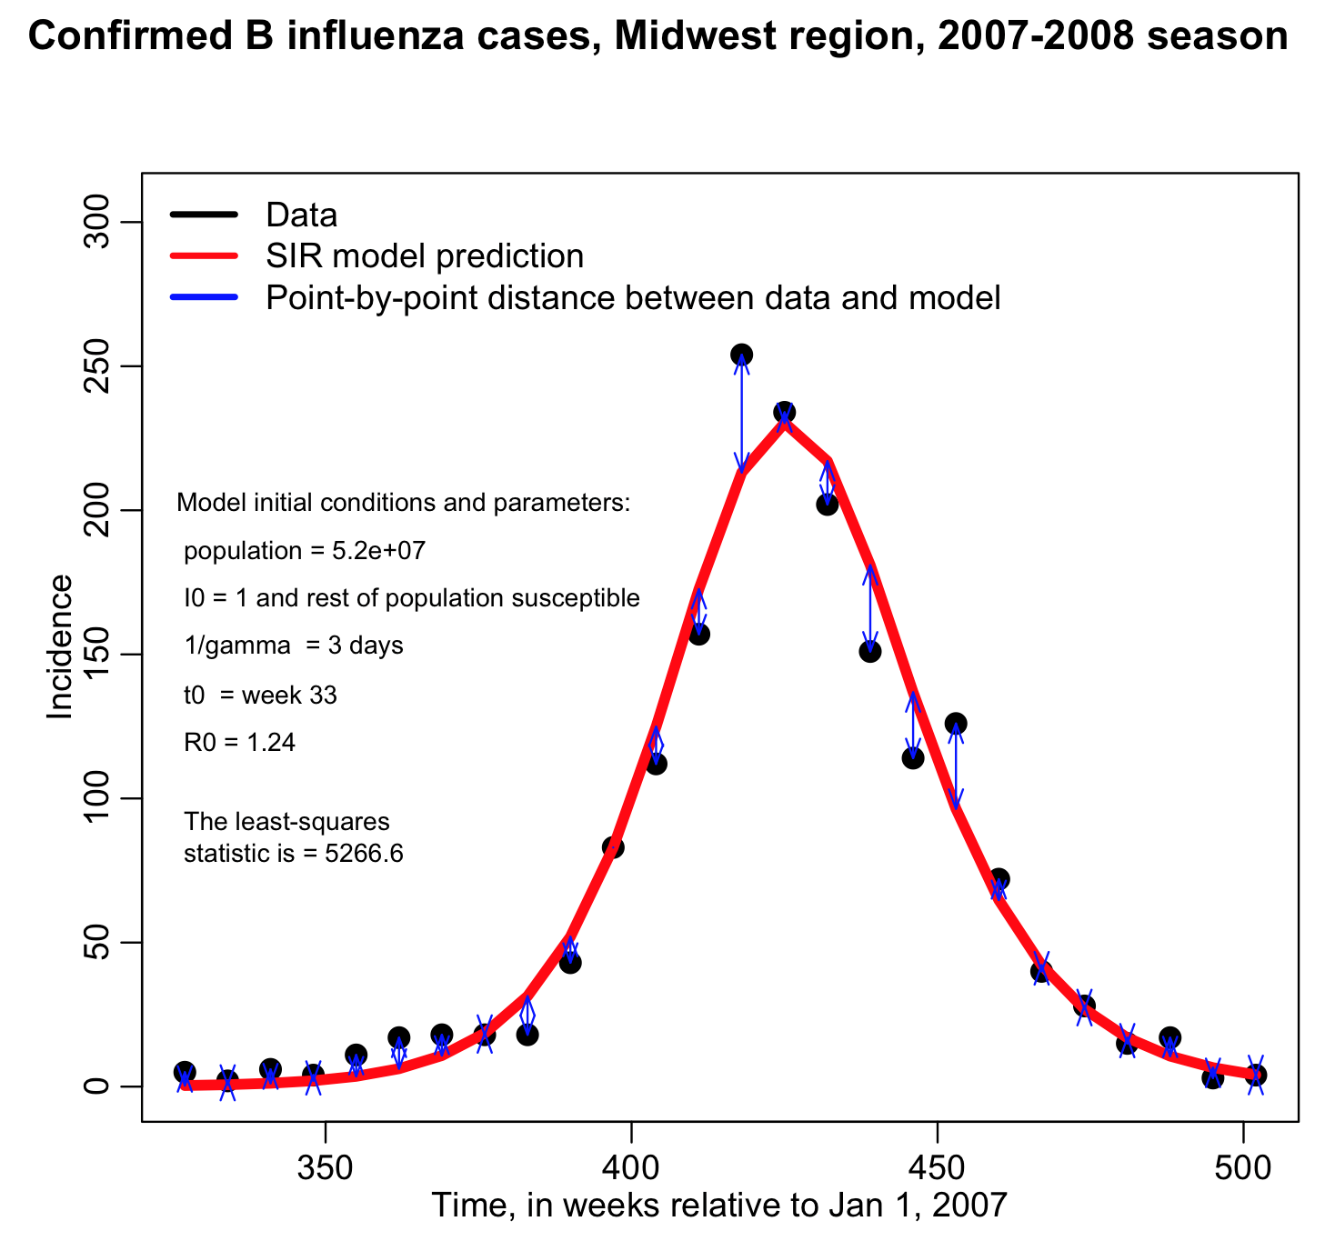 Confirmed B influenza cases, Midwest region, 2007-2008 season
Data
SIR model prediction
Point-by-point distance between data and model
Model initial conditions and parameters:
population = 5.2e+07
I0 = 1 and rest of population susceptible
1/gamma  = 3 days
t0  = week 33
R0 = 1.24
The least-squares
statistic is = 5266.6
Incidence
300
250
200
150
100
50
0
350 400 450 500
Time, in weeks relative to Jan 1, 2007